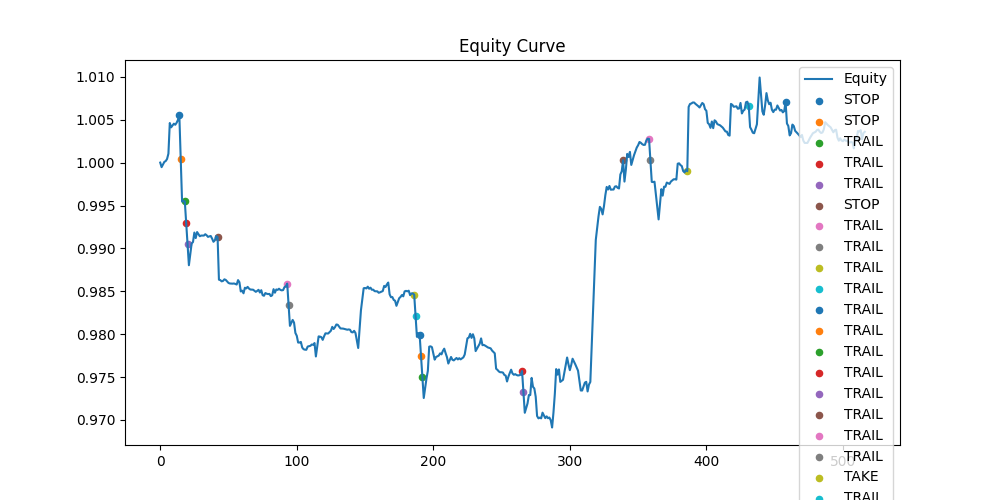 Equity Curve
1.010
1.005
1.000
0.995
0.990
0.985
0.980
0.975
0.970
0
100
200
300
400
500
Equity
STOP
STOP
TRAIL
TRAIL
TRAIL
STOP
TRAIL
TRAIL
TRAIL
TRAIL
TRAIL
TRAIL
TRAIL
TRAIL
TRAIL
TRAIL
TRAIL
TRAIL
TAKE
TRAIL